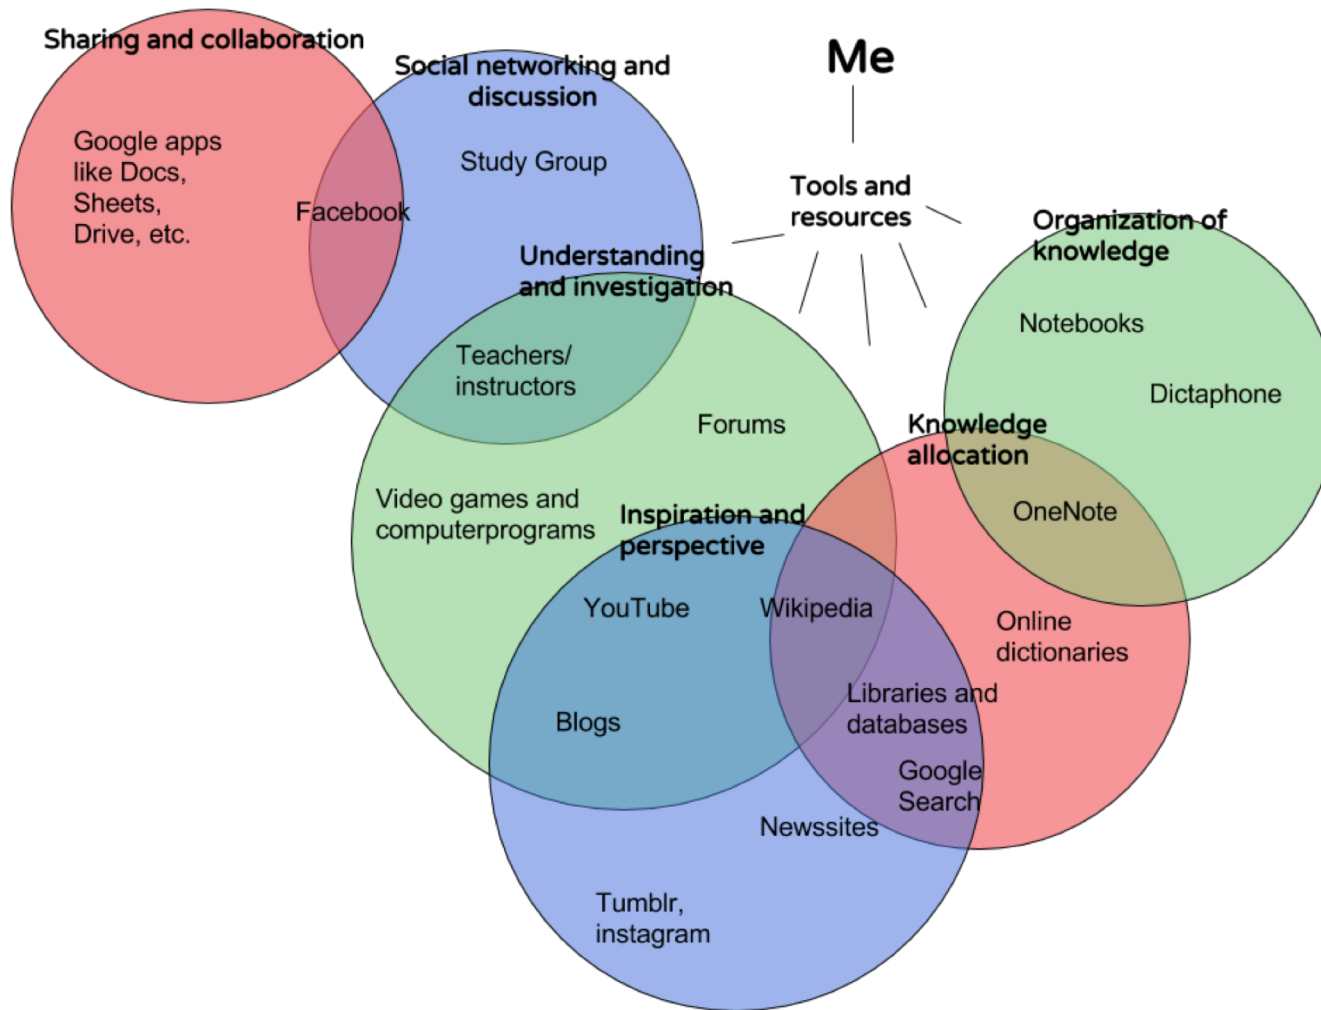 Sharing and collaboration
Google apps
like Docs,
Sheets,
Drive, etc.
Facebook
Social networking and
discussion
Study Group
Me
Tools and
resources
Understanding
and investigation
Teachers/
instructors
Forums
Video games and
computerprograms
Organization of
knowledge
Notebooks
Dictaphone
Knowledge
allocation
OneNote
Online
dictionaries
Inspiration and
perspective
YouTube
Wikipedia
Blogs
Libraries and
databases
Google
Search
Newssites
Tumblr,
instagram